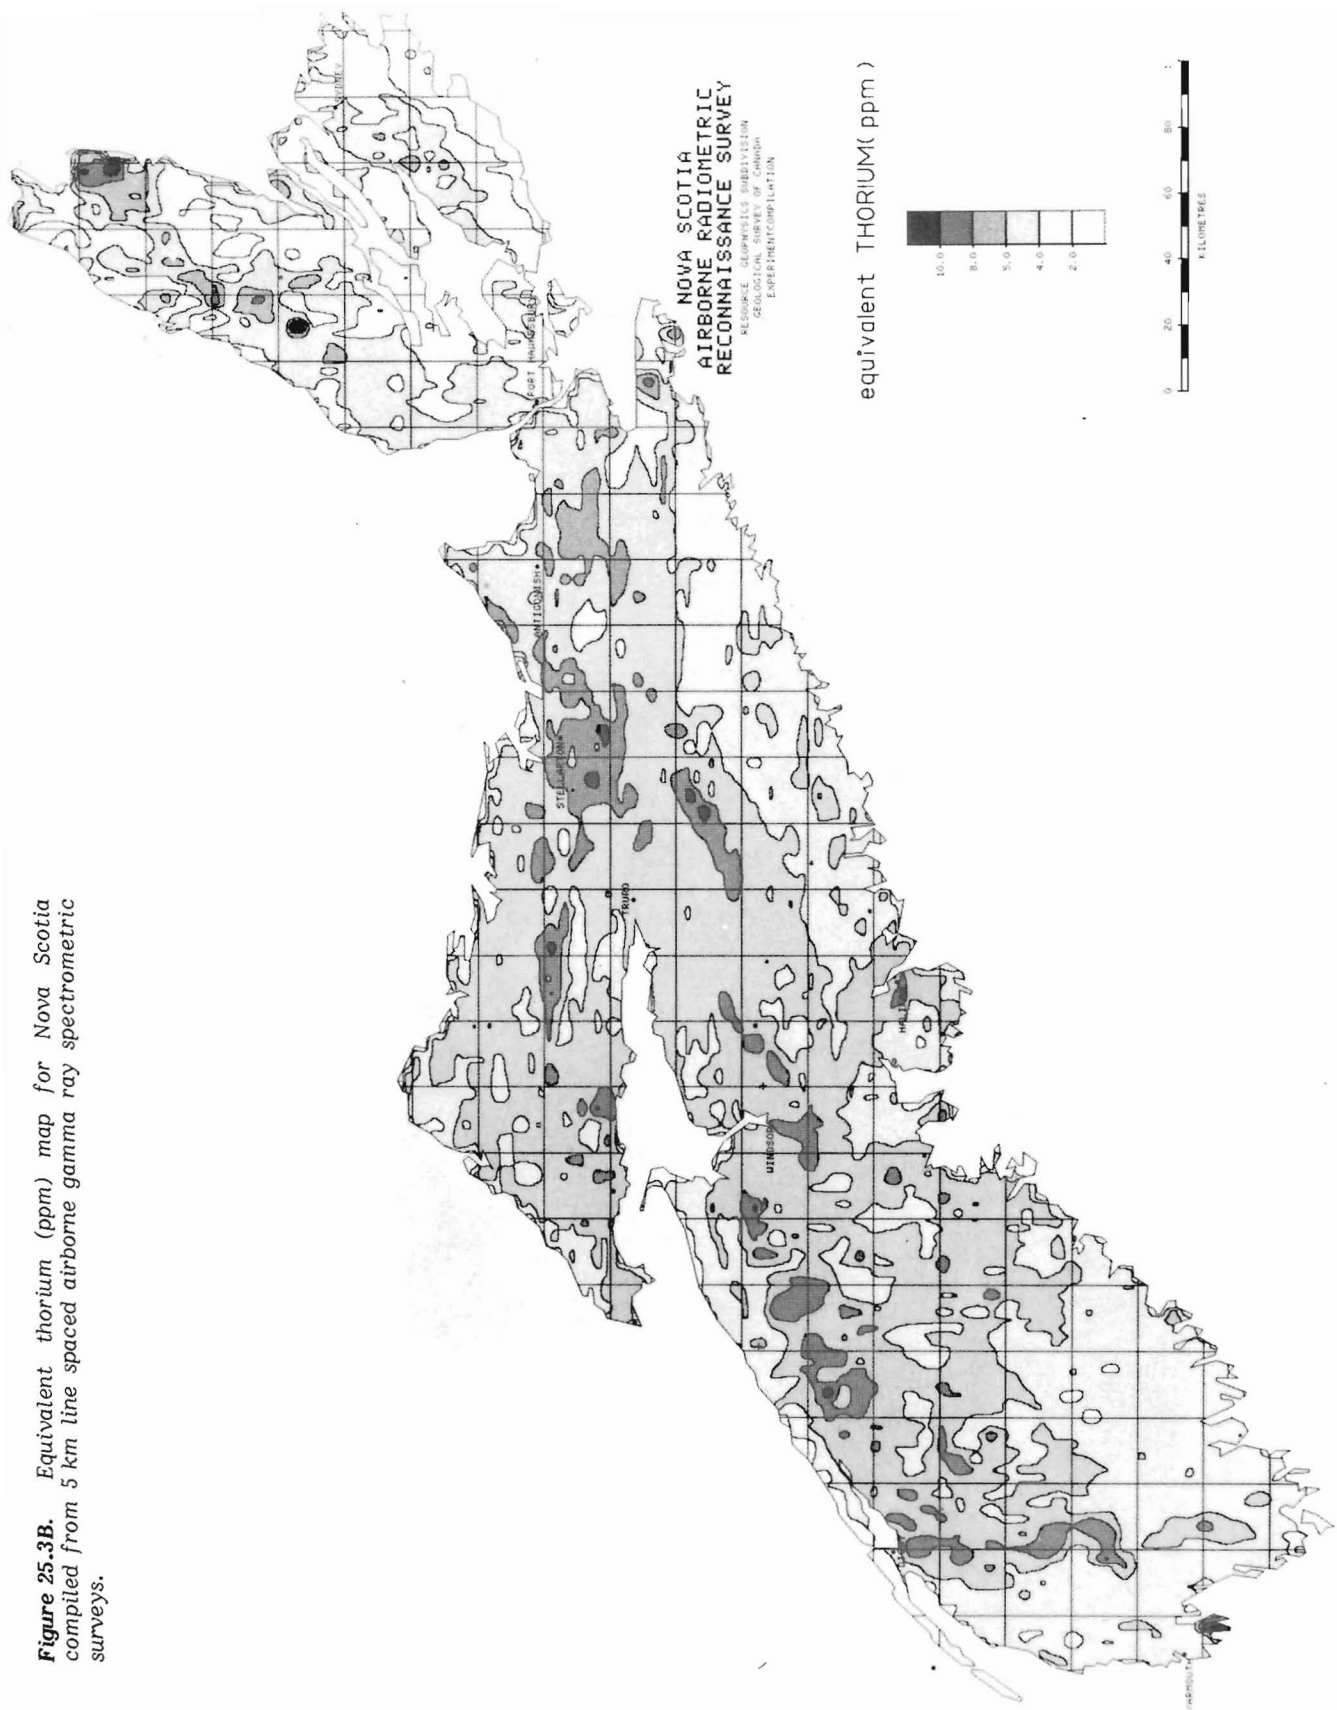 Figure 25.3B. Equivalent thorium (ppm) map for Nova Scotia
compiled from 5 km line spaced airborne gamma ray spectrometric
surveys.
NOVA SCOTIA
AIRBORNE RADIOMETRIC
RECONNAISSANCE SURVEY
RESOURCE GEOPHYSICS SUBDIVISION
GEOLOGICAL SURVEY OF CANADA
EXPERIMENTCOMPILATION
equivalent THORIUM( ppm )
10.0
8.0
5.0
4.0
2.0
0 20 40 60 80
KILOMETRES
SYDNEY
PORT HAWKSBURY
ANTIGONISH
STELLARTON
TRURO
WINDSOR
YARMOUTH